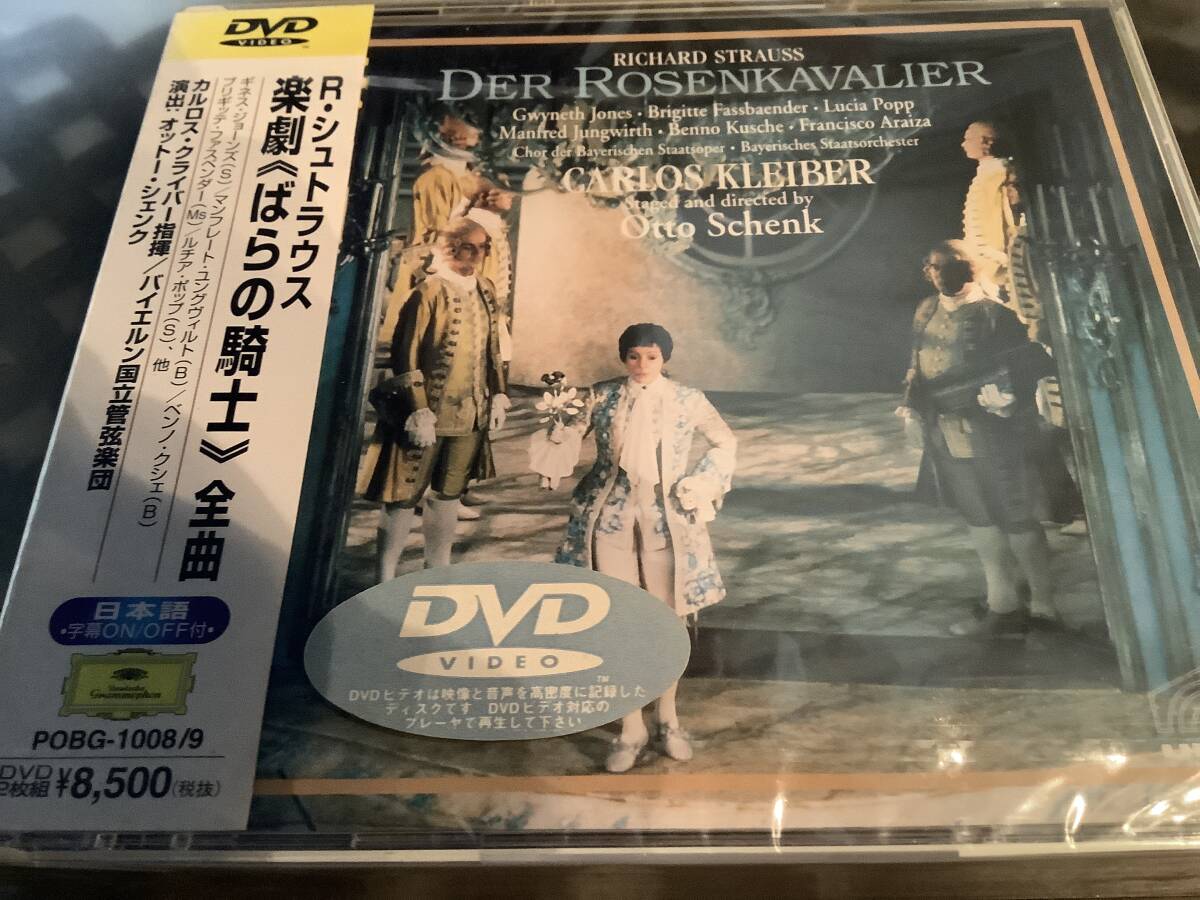 DVD
VIDEO
R・シュトラウス
楽劇《ばらの騎士》全曲
ギネス・ジョーンズ(S)/マンフレート・ユングヴィルト(B)/ベンノ・クシェ(B)
ブリギッテ・ファスベンダー(Ms)/ルチア・ポップ(S)、他
カルロス・クライバー指揮/バイエルン国立管弦楽団
演出:オットー・シェンク
日本語
・字幕ON/OFF付・
Deutsche
Grammophon
POBG-1008/9
DVD
2枚組 ¥8,500(税抜)
RICHARD STRAUSS
DER ROSENKAVALIER
Gwyneth Jones・Brigitte Fassbaender・Lucia Popp
Manfred Jungwirth・Benno Kusche・Francisco Araiza
Chor der Bayerischen Staatsoper・Bayerisches Staatsorchester
CARLOS KLEIBER
Staged and directed by
Otto Schenk
DVD
VIDEO
TM
DVDビデオは映像と音声を高密度に記録した
ディスクです DVDビデオ対応の
プレーヤで再生して下さい